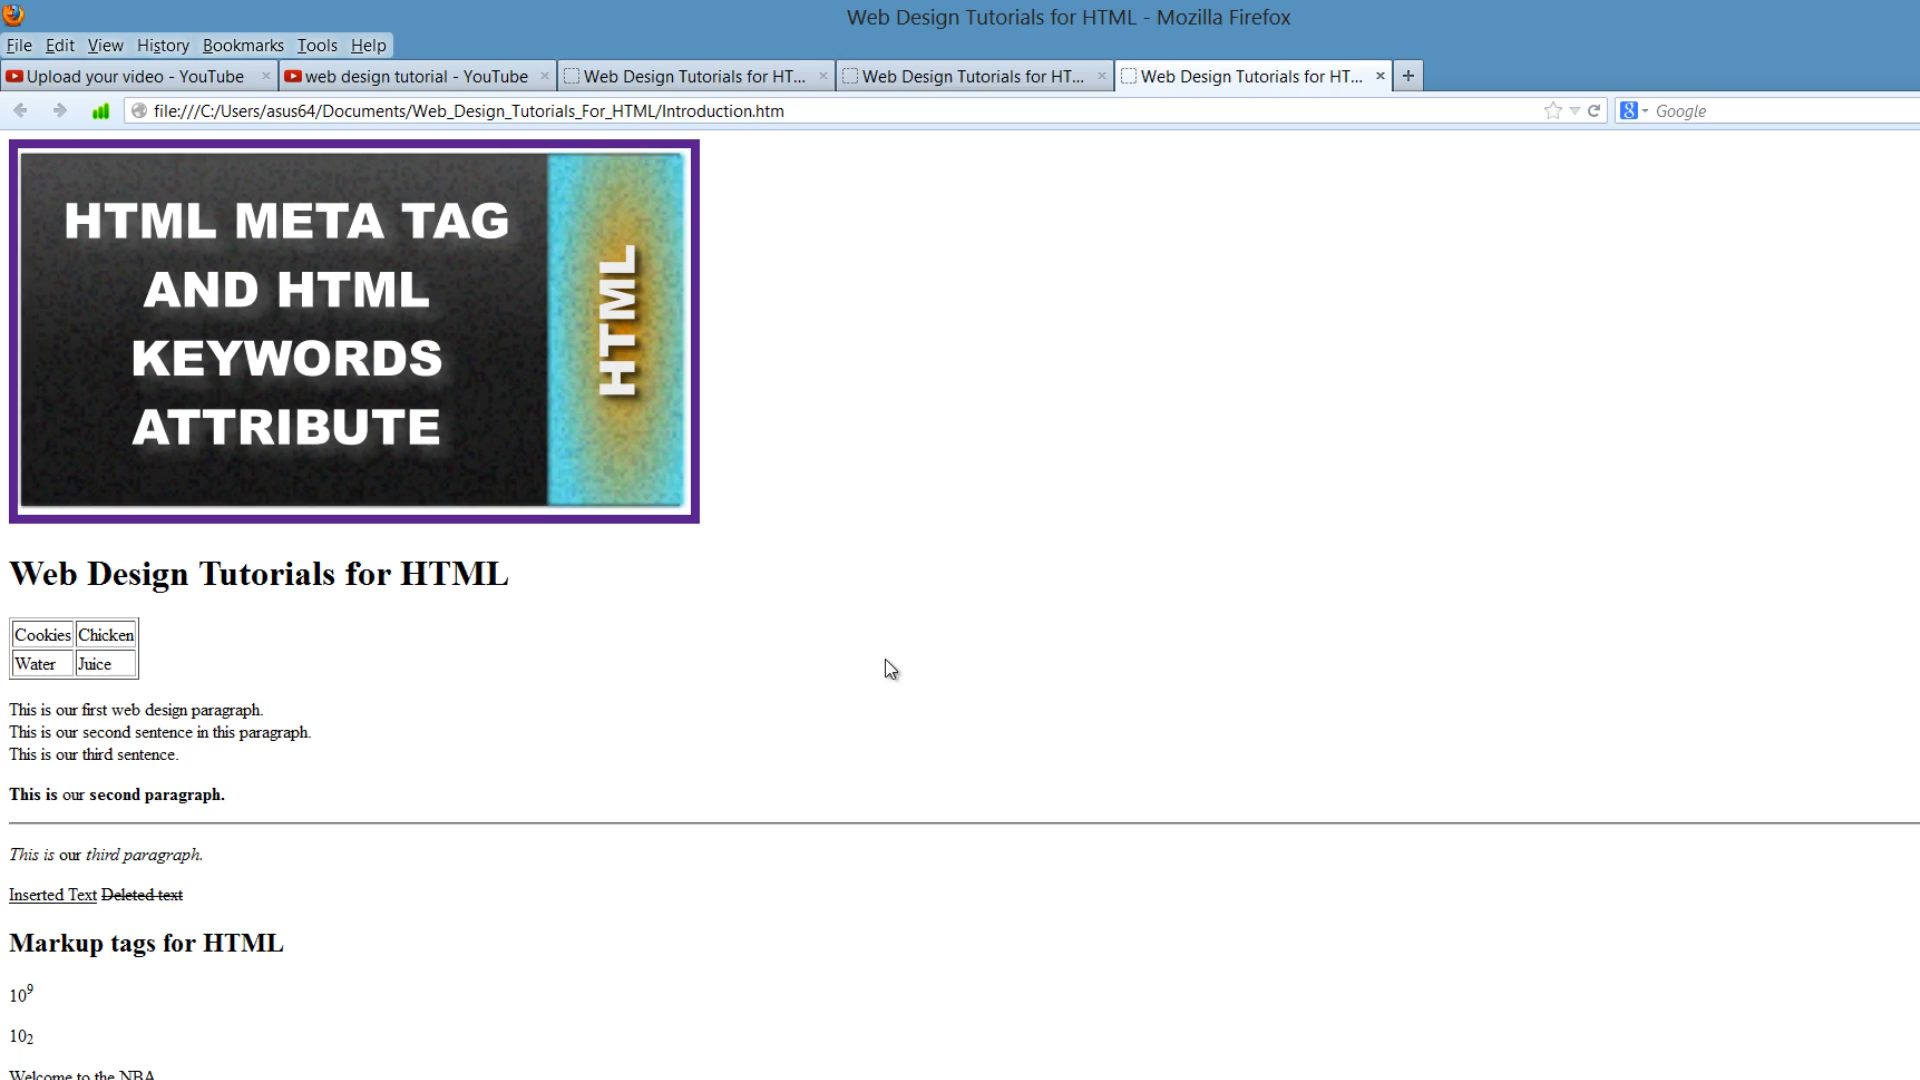 Web Design Tutorials for HTML - Mozilla Firefox
File Edit View History Bookmarks Tools Help
Upload your video - YouTube × web design tutorial - YouTube × Web Design Tutorials for HT... × Web Design Tutorials for HT... × Web Design Tutorials for HT... × +
file:///C:/Users/asus64/Documents/Web_Design_Tutorials_For_HTML/Introduction.htm 8 Google
HTML META TAG
AND HTML
KEYWORDS
ATTRIBUTE
HTML
Web Design Tutorials for HTML
Cookies Chicken
Water Juice
This is our first web design paragraph.
This is our second sentence in this paragraph.
This is our third sentence.
This is our second paragraph.
This is our third paragraph.
Inserted Text Deleted text
Markup tags for HTML
10⁹
10₂
Welcome to the NBA